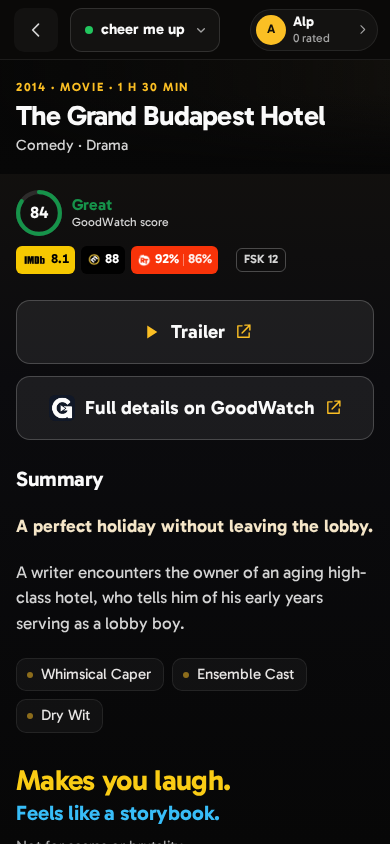 cheer me up
A
Alp
0 rated
2014 • MOVIE • 1 H 30 MIN
The Grand Budapest Hotel
Comedy · Drama
84
Great
GoodWatch score
IMDb 8.1
88
92% | 86%
FSK 12
Trailer
Full details on GoodWatch
Summary
A perfect holiday without leaving the lobby.
A writer encounters the owner of an aging high-
class hotel, who tells him of his early years
serving as a lobby boy.
Whimsical Caper
Ensemble Cast
Dry Wit
Makes you laugh.
Feels like a storybook.